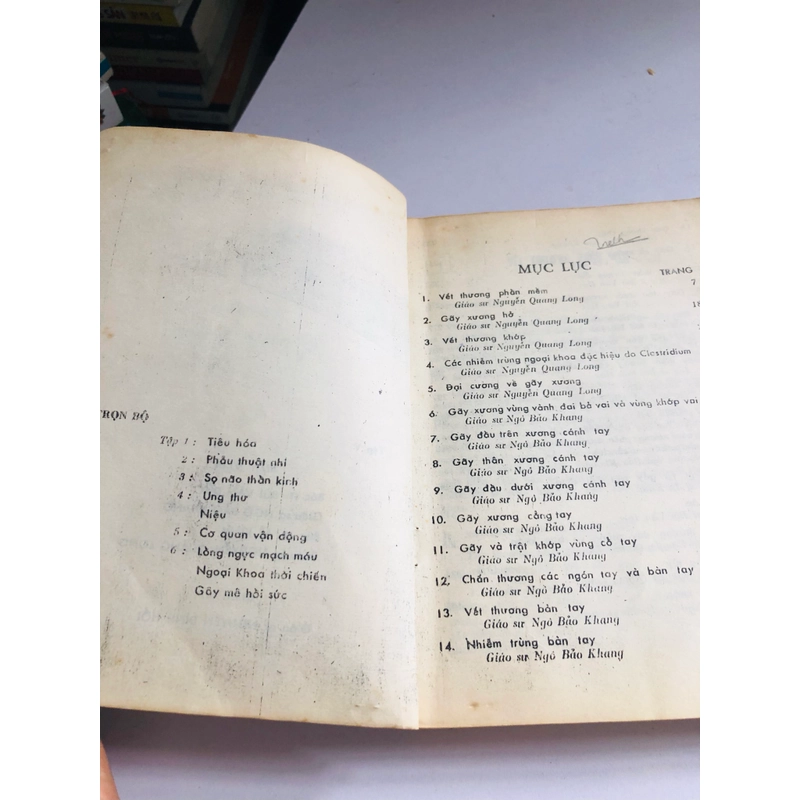 TRỌN BỘ
Tập 1 : Tiêu hóa
2 : Phẫu thuật nhi
3 : Sọ não thần kinh
4 : Ung thư
Niệu
5 : Cơ quan vận động
6 : Lồng ngực mạch máu
Ngoại Khoa thời chiến
Gây mê hồi sức
MỤC LỤC
TRANG
1. Vết thương phần mềm 7
Giáo sư Nguyễn Quang Long
2. Gãy xương hở
Giáo sư Nguyễn Quang Long
3. Vết thương khớp
Giáo sư Nguyễn Quang Long
4. Các nhiễm trùng ngoại khoa đặc hiệu do Clestridium
Giáo sư Nguyễn Quang Long
5. Đại cương về gãy xương
Giáo sư Nguyễn Quang Long
6. Gãy xương vùng vành đai bả vai và vùng khớp vai
Giáo sư Ngô Bảo Khang
7. Gãy đầu trên xương cánh tay
Giáo sư Ngô Bảo Khang
8. Gãy thân xương cánh tay
Giáo sư Ngô Bảo Khang
9. Gãy đầu dưới xương cánh tay
Giáo sư Ngô Bảo Khang
10. Gãy xương cẳng tay
Giáo sư Ngô Bảo Khang
11. Gãy và trật khớp vùng cổ tay
Giáo sư Ngô Bảo Khang
12. Chấn thương các ngón tay và bàn tay
Giáo sư Ngô Bảo Khang
13. Vết thương bàn tay
Giáo sư Ngô Bảo Khang
14. Nhiễm trùng bàn tay
Giáo sư Ngô Bảo Khang